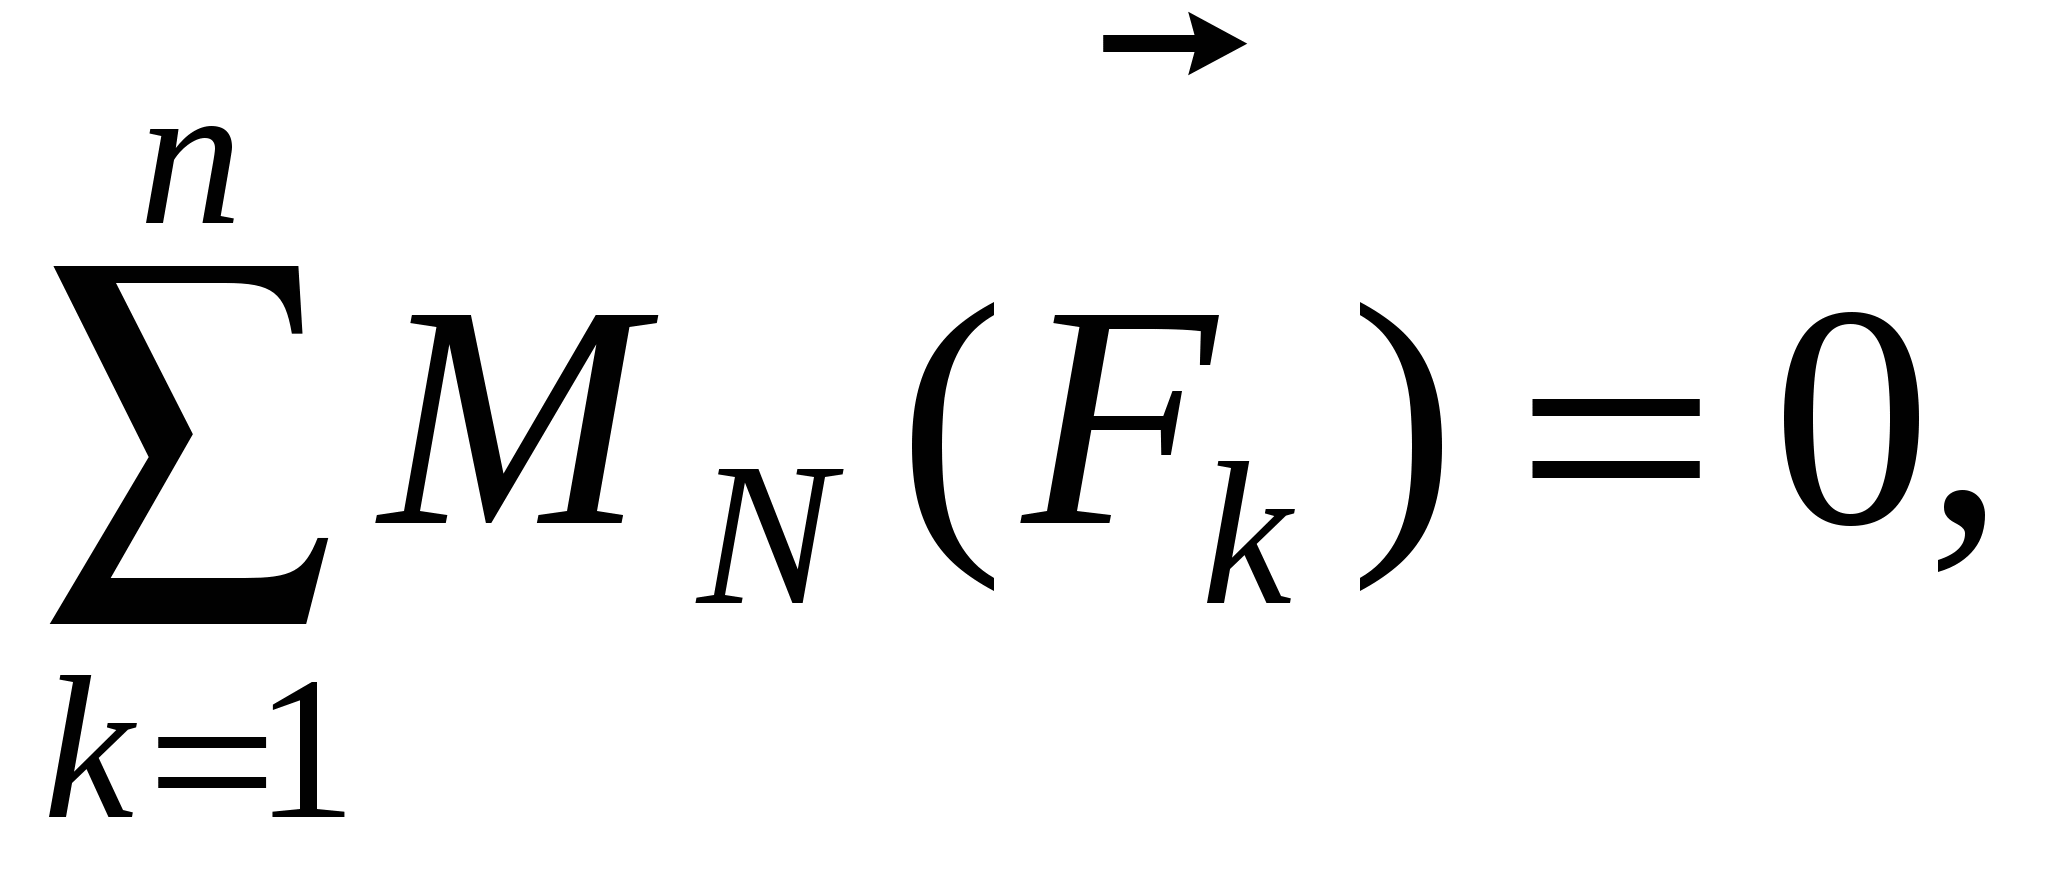 n
∑ M_N (F⃗_k) = 0,
k=1